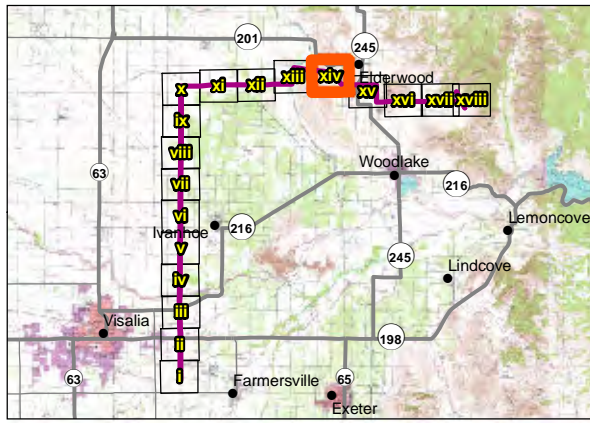 201
245
xiii
xiv
Elderwood
x
xi
xii
xv
xvi
xvii
xviii
ix
viii
63
Woodlake
vii
216
vi
Ivanhoe
216
Lemoncove
v
245
iv
Lindcove
iii
Visalia
ii
198
i
63
Farmersville
65
Exeter